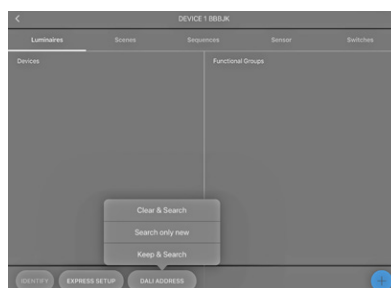 DEVICE 1 BBBJK
Luminaires Scenes Sequences Sensor Switches
Devices Functional Groups
Clear & Search
Search only new
Keep & Search
IDENTIFY EXPRESS SETUP DALI ADDRESS